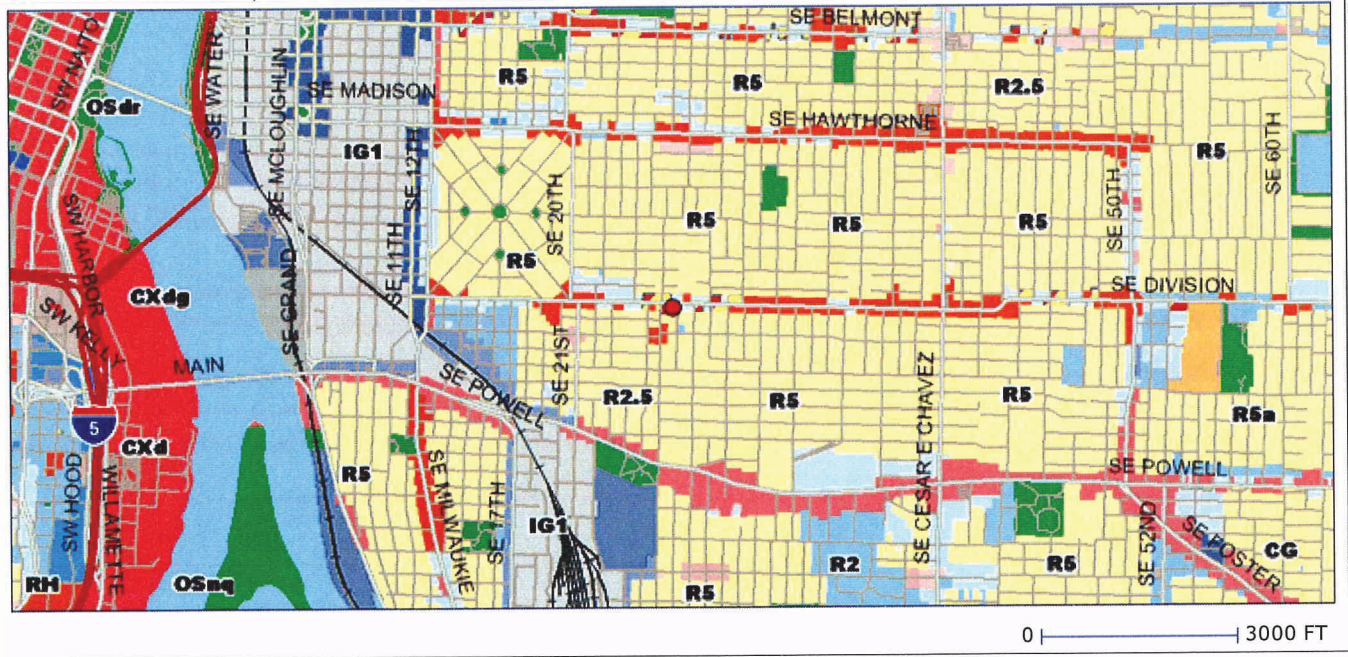 SE BELMONT
SW NAITO
SE WATER
SE MCLOUGHLIN
R5
R5
R2.5
SE MADISON
OSdr
SE HAWTHORNE
IG1
SE 12TH
R5
SE 60TH
SW HARBOR
SE 20TH
R5
R5
R5
SE 50TH
SE 11TH
R5
CXdg
SE DIVISION
SW KELLY
SE GRAND
MAIN
SE 21ST
SE POWELL
R2.5
R5
SE CESAR E CHAVEZ
R5
R5a
5
CXd
SE POWELL
R5
SW HOOD
WILLAMETTE
SE MILWAUKIE
SE 17TH
IG1
SE 52ND
SE FOSTER
CG
RH
OSnq
R5
R2
R5
0 3000 FT